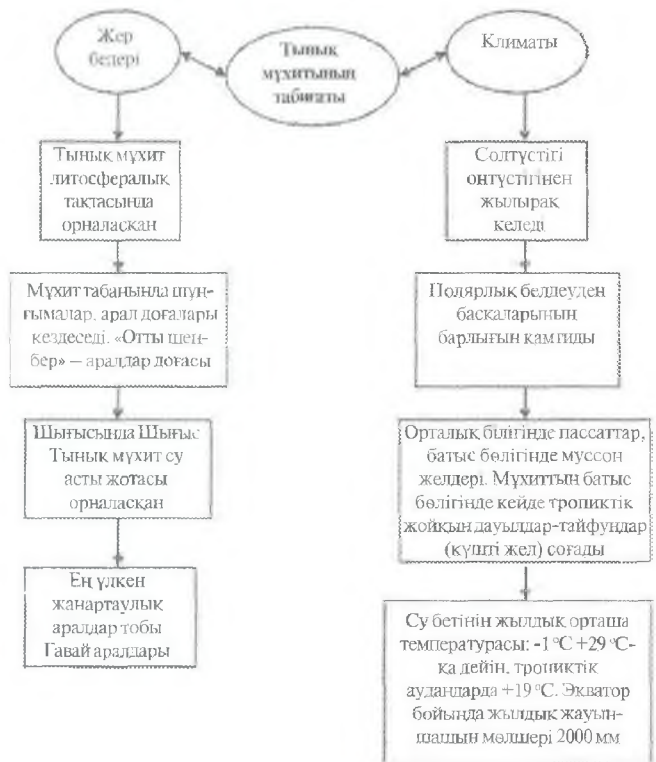 Жер
бедері
Тынық
мұхитының
табиғаты
Климаты
Тынық мұхит
литосфералық
тақтасында
орналасқан
Мұхит табанында шұң-
ғымалар, арал доғалары
кездеседі. «Отты шең-
бер» – аралдар доғасы
Шығысында Шығыс
Тынық мұхит су
асты жотасы
орналасқан
Ең үлкен
жанартаулық
аралдар тобы
Гавай аралдары
Солтүстігі
оңтүстігінен
жылырақ
келеді
Полярлық белдеуден
басқаларының
барлығын қамтиды
Орталық бөлігінде пассаттар,
батыс бөлігінде муссон
желдері. Мұхиттың батыс
бөлігінде кейде тропиктік
жойқын дауылдар-тайфундар
(күшті жел) соғады
Су бетінің жылдық орташа
температурасы: -1 °С +29 °С-
қа дейін, тропиктік
аудандарда +19 °С. Экватор
бойында жылдық жауын-
шашын мөлшері 2000 мм